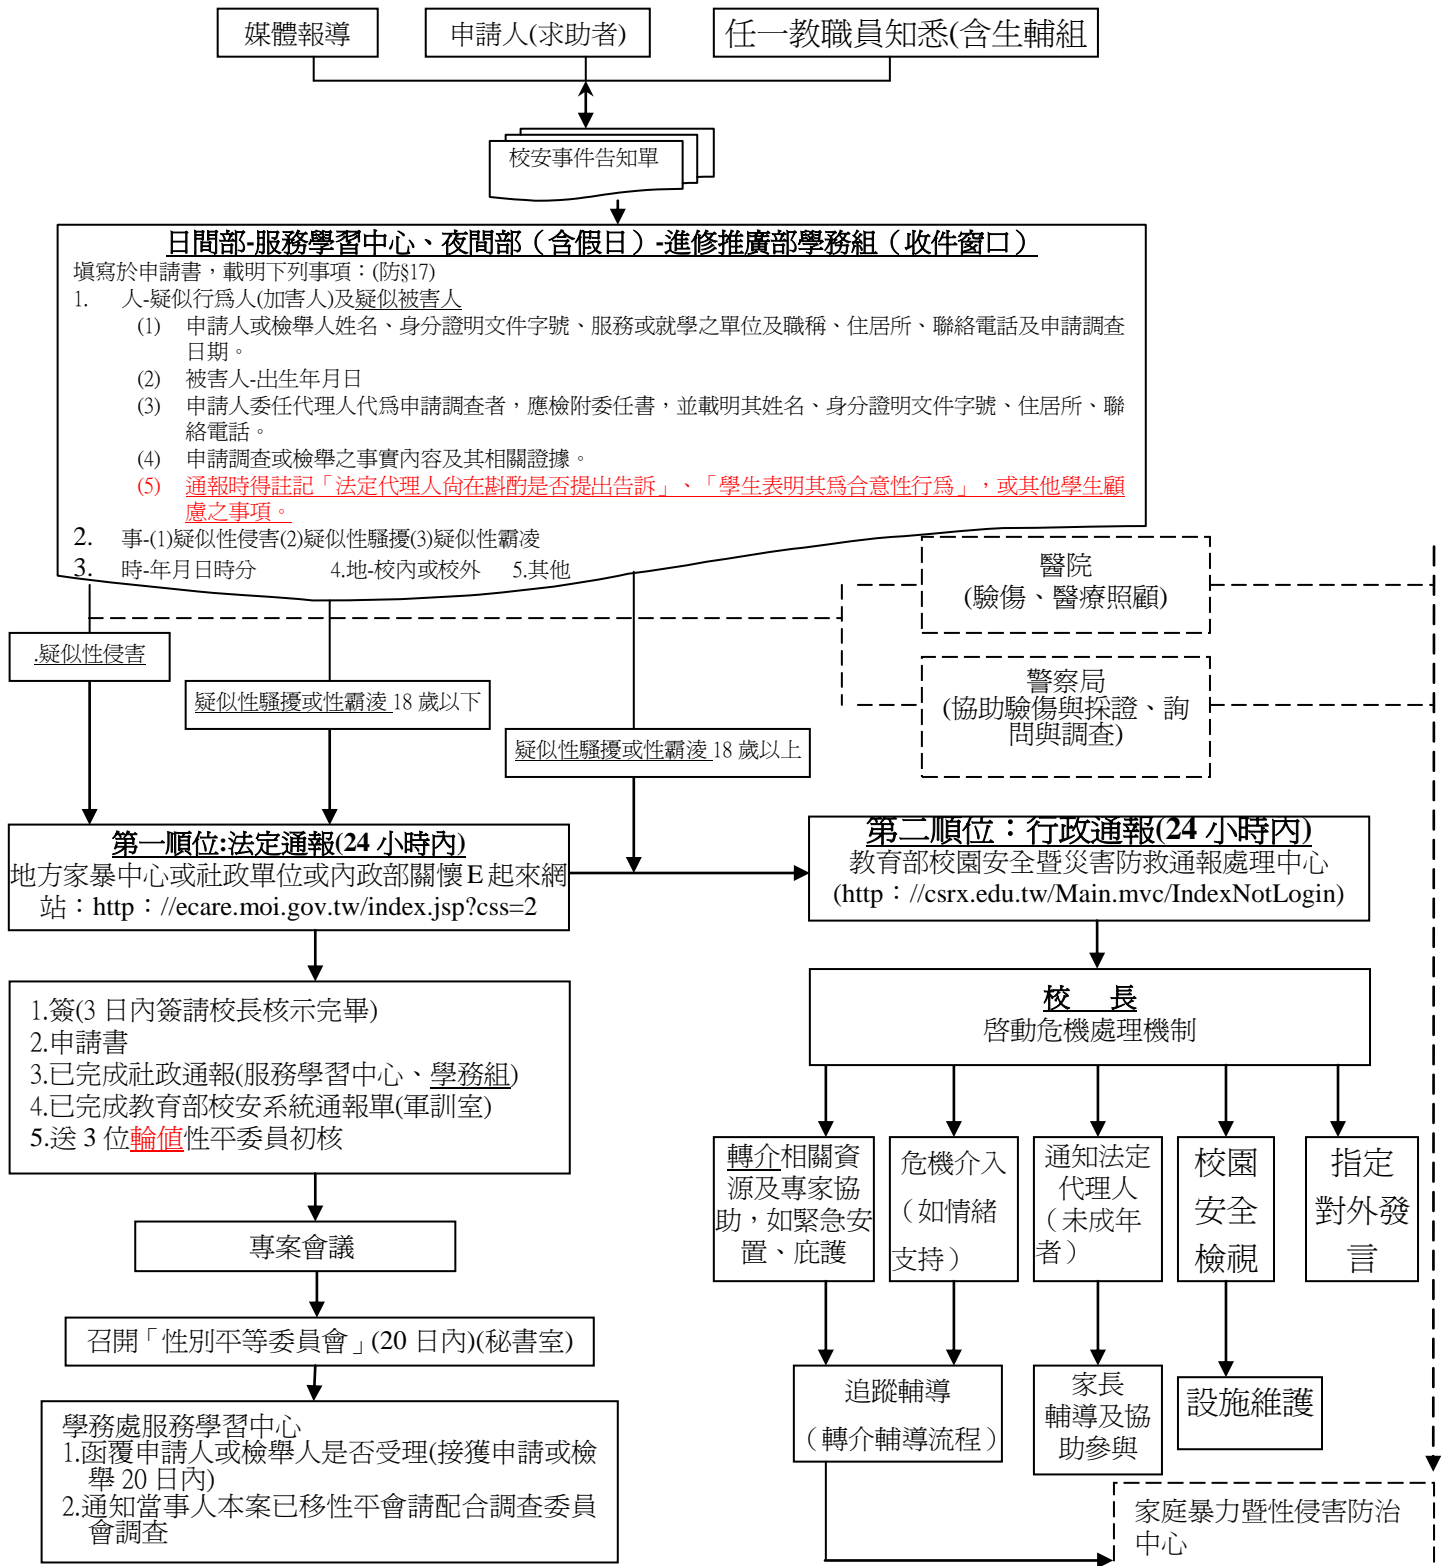 媒體報導
申請人(求助者)
任一教職員知悉(含生輔組
校安事件告知單
日間部-服務學習中心、夜間部（含假日）-進修推廣部學務組（收件窗口）
填寫於申請書，載明下列事項：(防§17)
1. 人-疑似行為人(加害人)及疑似被害人
(1) 申請人或檢舉人姓名、身分證明文件字號、服務或就學之單位及職稱、住居所、聯絡電話及申請調查
日期。
(2) 被害人-出生年月日
(3) 申請人委任代理人代為申請調查者，應檢附委任書，並載明其姓名、身分證明文件字號、住居所、聯
絡電話。
(4) 申請調查或檢舉之事實內容及其相關證據。
(5) 通報時得註記「法定代理人尚在斟酌是否提出告訴」、「學生表明其為合意性行為」，或其他學生顧
慮之事項。
2. 事-(1)疑似性侵害(2)疑似性騷擾(3)疑似性霸凌
3. 時-年月日時分 4.地-校內或校外 5.其他
醫院
(驗傷、醫療照顧)
.疑似性侵害
警察局
(協助驗傷與採證、詢
問與調查)
疑似性騷擾或性霸凌 18 歲以下
疑似性騷擾或性霸凌 18 歲以上
第一順位:法定通報(24 小時內)
地方家暴中心或社政單位或內政部關懷 E 起來網
站：http：//ecare.moi.gov.tw/index.jsp?css=2
第二順位：行政通報(24 小時內)
教育部校園安全暨災害防救通報處理中心
(http：//csrx.edu.tw/Main.mvc/IndexNotLogin)
1.簽(3 日內簽請校長核示完畢)
2.申請書
3.已完成社政通報(服務學習中心、學務組)
4.已完成教育部校安系統通報單(軍訓室)
5.送 3 位輪值性平委員初核
校 長
啟動危機處理機制
轉介相關資
源及專家協
助，如緊急安
置、庇護
危機介入
（如情緒
支持）
通知法定
代理人
（未成年
者）
校園
安全
檢視
指定
對外發
言
專案會議
召開「性別平等委員會」(20 日內)(秘書室)
追蹤輔導
（轉介輔導流程）
家長
輔導及協
助參與
設施維護
學務處服務學習中心
1.函覆申請人或檢舉人是否受理(接獲申請或檢
舉 20 日內)
2.通知當事人本案已移性平會請配合調查委員
會調查
家庭暴力暨性侵害防治
中心